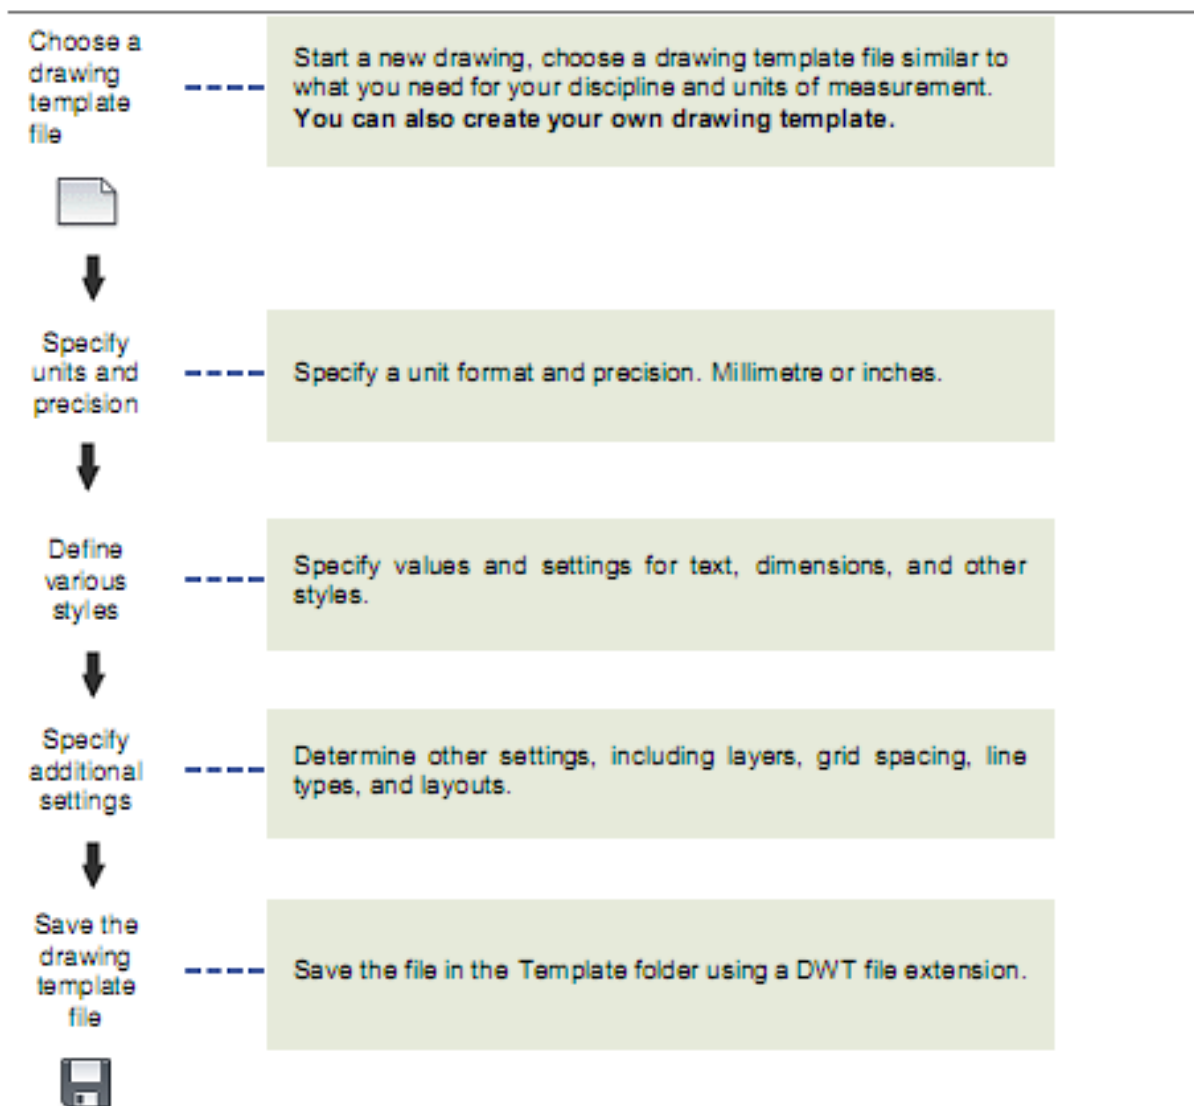 Choose a
drawing
template
file
Start a new drawing, choose a drawing template file similar to
what you need for your discipline and units of measurement.
You can also create your own drawing template.
Specify
units and
precision
Specify a unit format and precision. Millimetre or inches.
Define
various
styles
Specify values and settings for text, dimensions, and other
styles.
Specify
additional
settings
Determine other settings, including layers, grid spacing, line
types, and layouts.
Save the
drawing
template
file
Save the file in the Template folder using a DWT file extension.